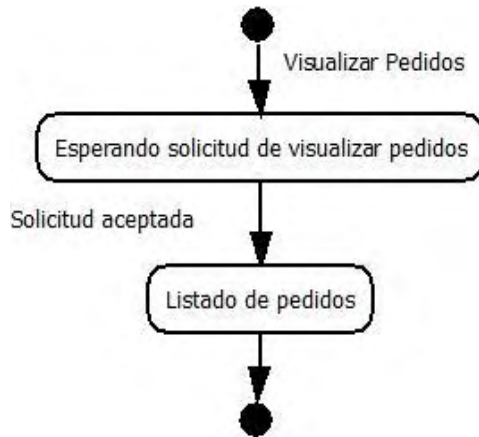 Visualizar Pedidos
Esperando solicitud de visualizar pedidos
Solicitud aceptada
Listado de pedidos